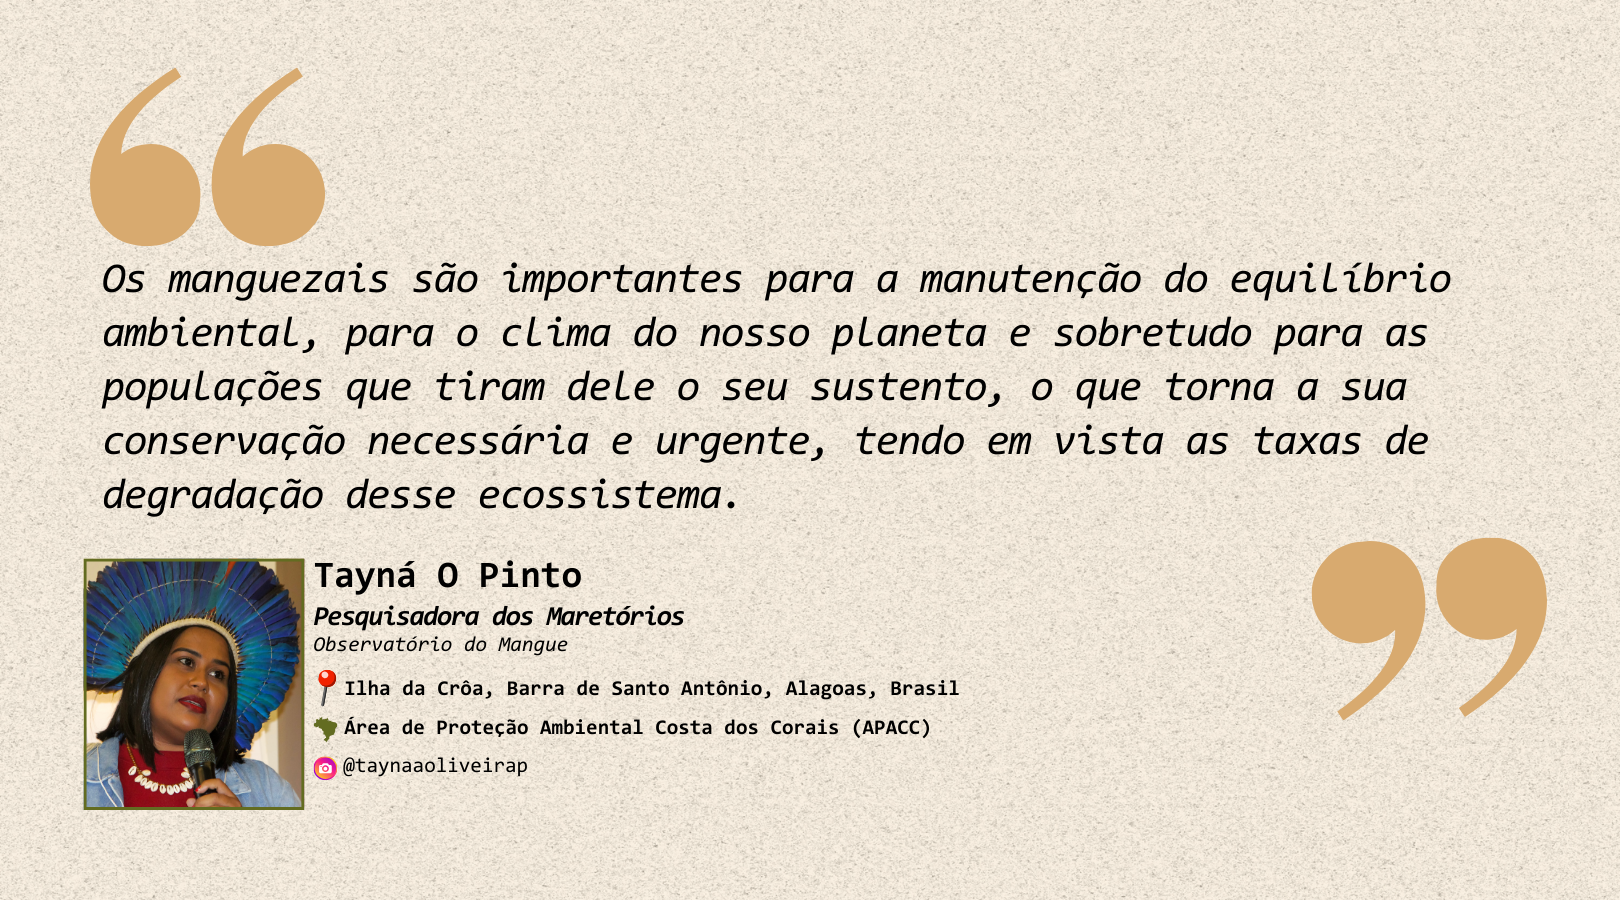 Os manguezais são importantes para a manutenção do equilíbrio
ambiental, para o clima do nosso planeta e sobretudo para as
populações que tiram dele o seu sustento, o que torna a sua
conservação necessária e urgente, tendo em vista as taxas de
degradação desse ecossistema.
Tayná O Pinto
Pesquisadora dos Maretórios
Observatório do Mangue
Ilha da Crôa, Barra de Santo Antônio, Alagoas, Brasil
Área de Proteção Ambiental Costa dos Corais (APACC)
@taynaaoliveirap